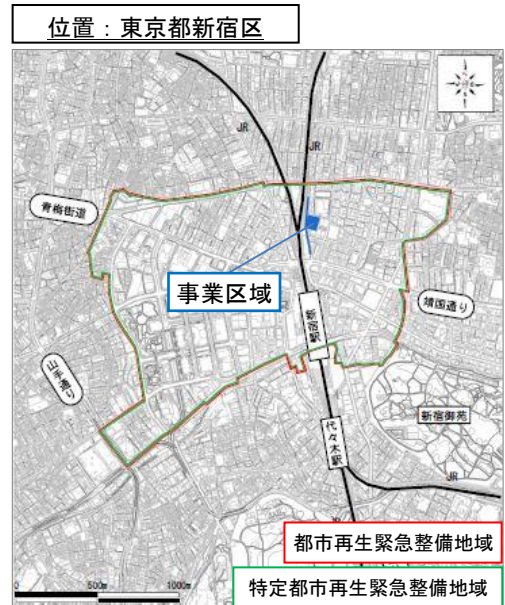 位置：東京都新宿区
JR
JR
青梅街道
事業区域
靖国通り
新宿駅
山手通り
新宿御苑
代々木駅
JR
都市再生緊急整備地域
0 500m 1000m
特定都市再生緊急整備地域